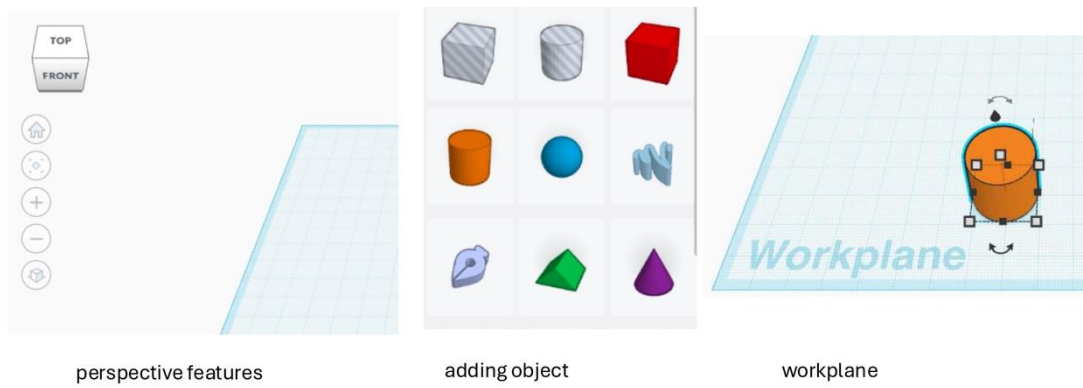 TOP
FRONT
Workplane
perspective features
adding object
workplane